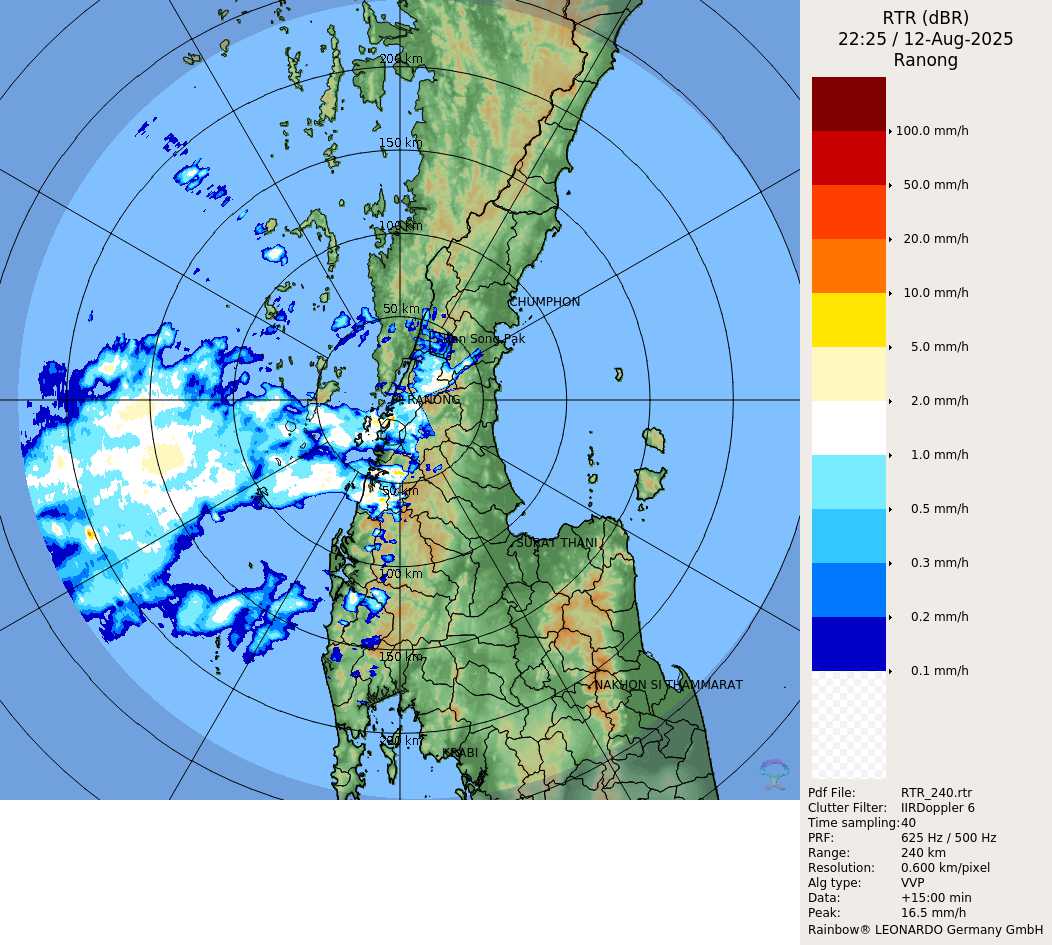 RTR (dBR)
22:25 / 12-Aug-2025
Ranong
200 km
150 km
100 km
50 km
CHUMPHON
Ban Song Pak
RANONG
50 km
SURAT THANI
100 km
150 km
NAKHON SI THAMMARAT
200 km
KRABI
100.0 mm/h
50.0 mm/h
20.0 mm/h
10.0 mm/h
5.0 mm/h
2.0 mm/h
1.0 mm/h
0.5 mm/h
0.3 mm/h
0.2 mm/h
0.1 mm/h
Pdf File: RTR_240.rtr
Clutter Filter: IIRDoppler 6
Time sampling:40
PRF: 625 Hz / 500 Hz
Range: 240 km
Resolution: 0.600 km/pixel
Alg type: VVP
Data: +15:00 min
Peak: 16.5 mm/h
Rainbow® LEONARDO Germany GmbH